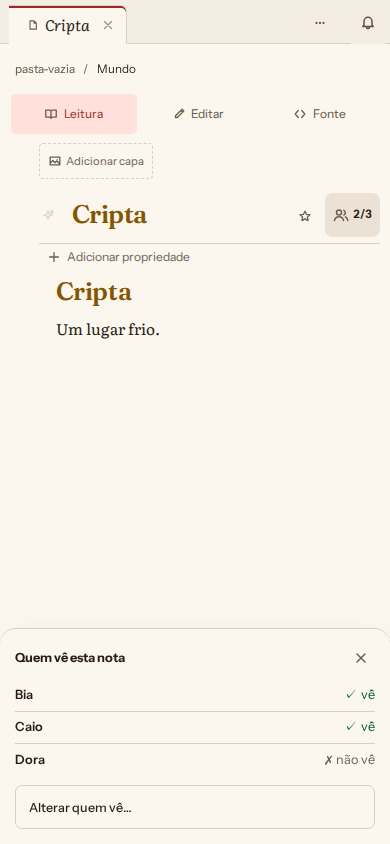 Cripta
pasta-vazia / Mundo
Leitura
Editar
Fonte
Adicionar capa
Cripta
2/3
Adicionar propriedade
Cripta
Um lugar frio.
Quem vê esta nota
Bia ✓ vê
Caio ✓ vê
Dora ✗ não vê
Alterar quem vê...